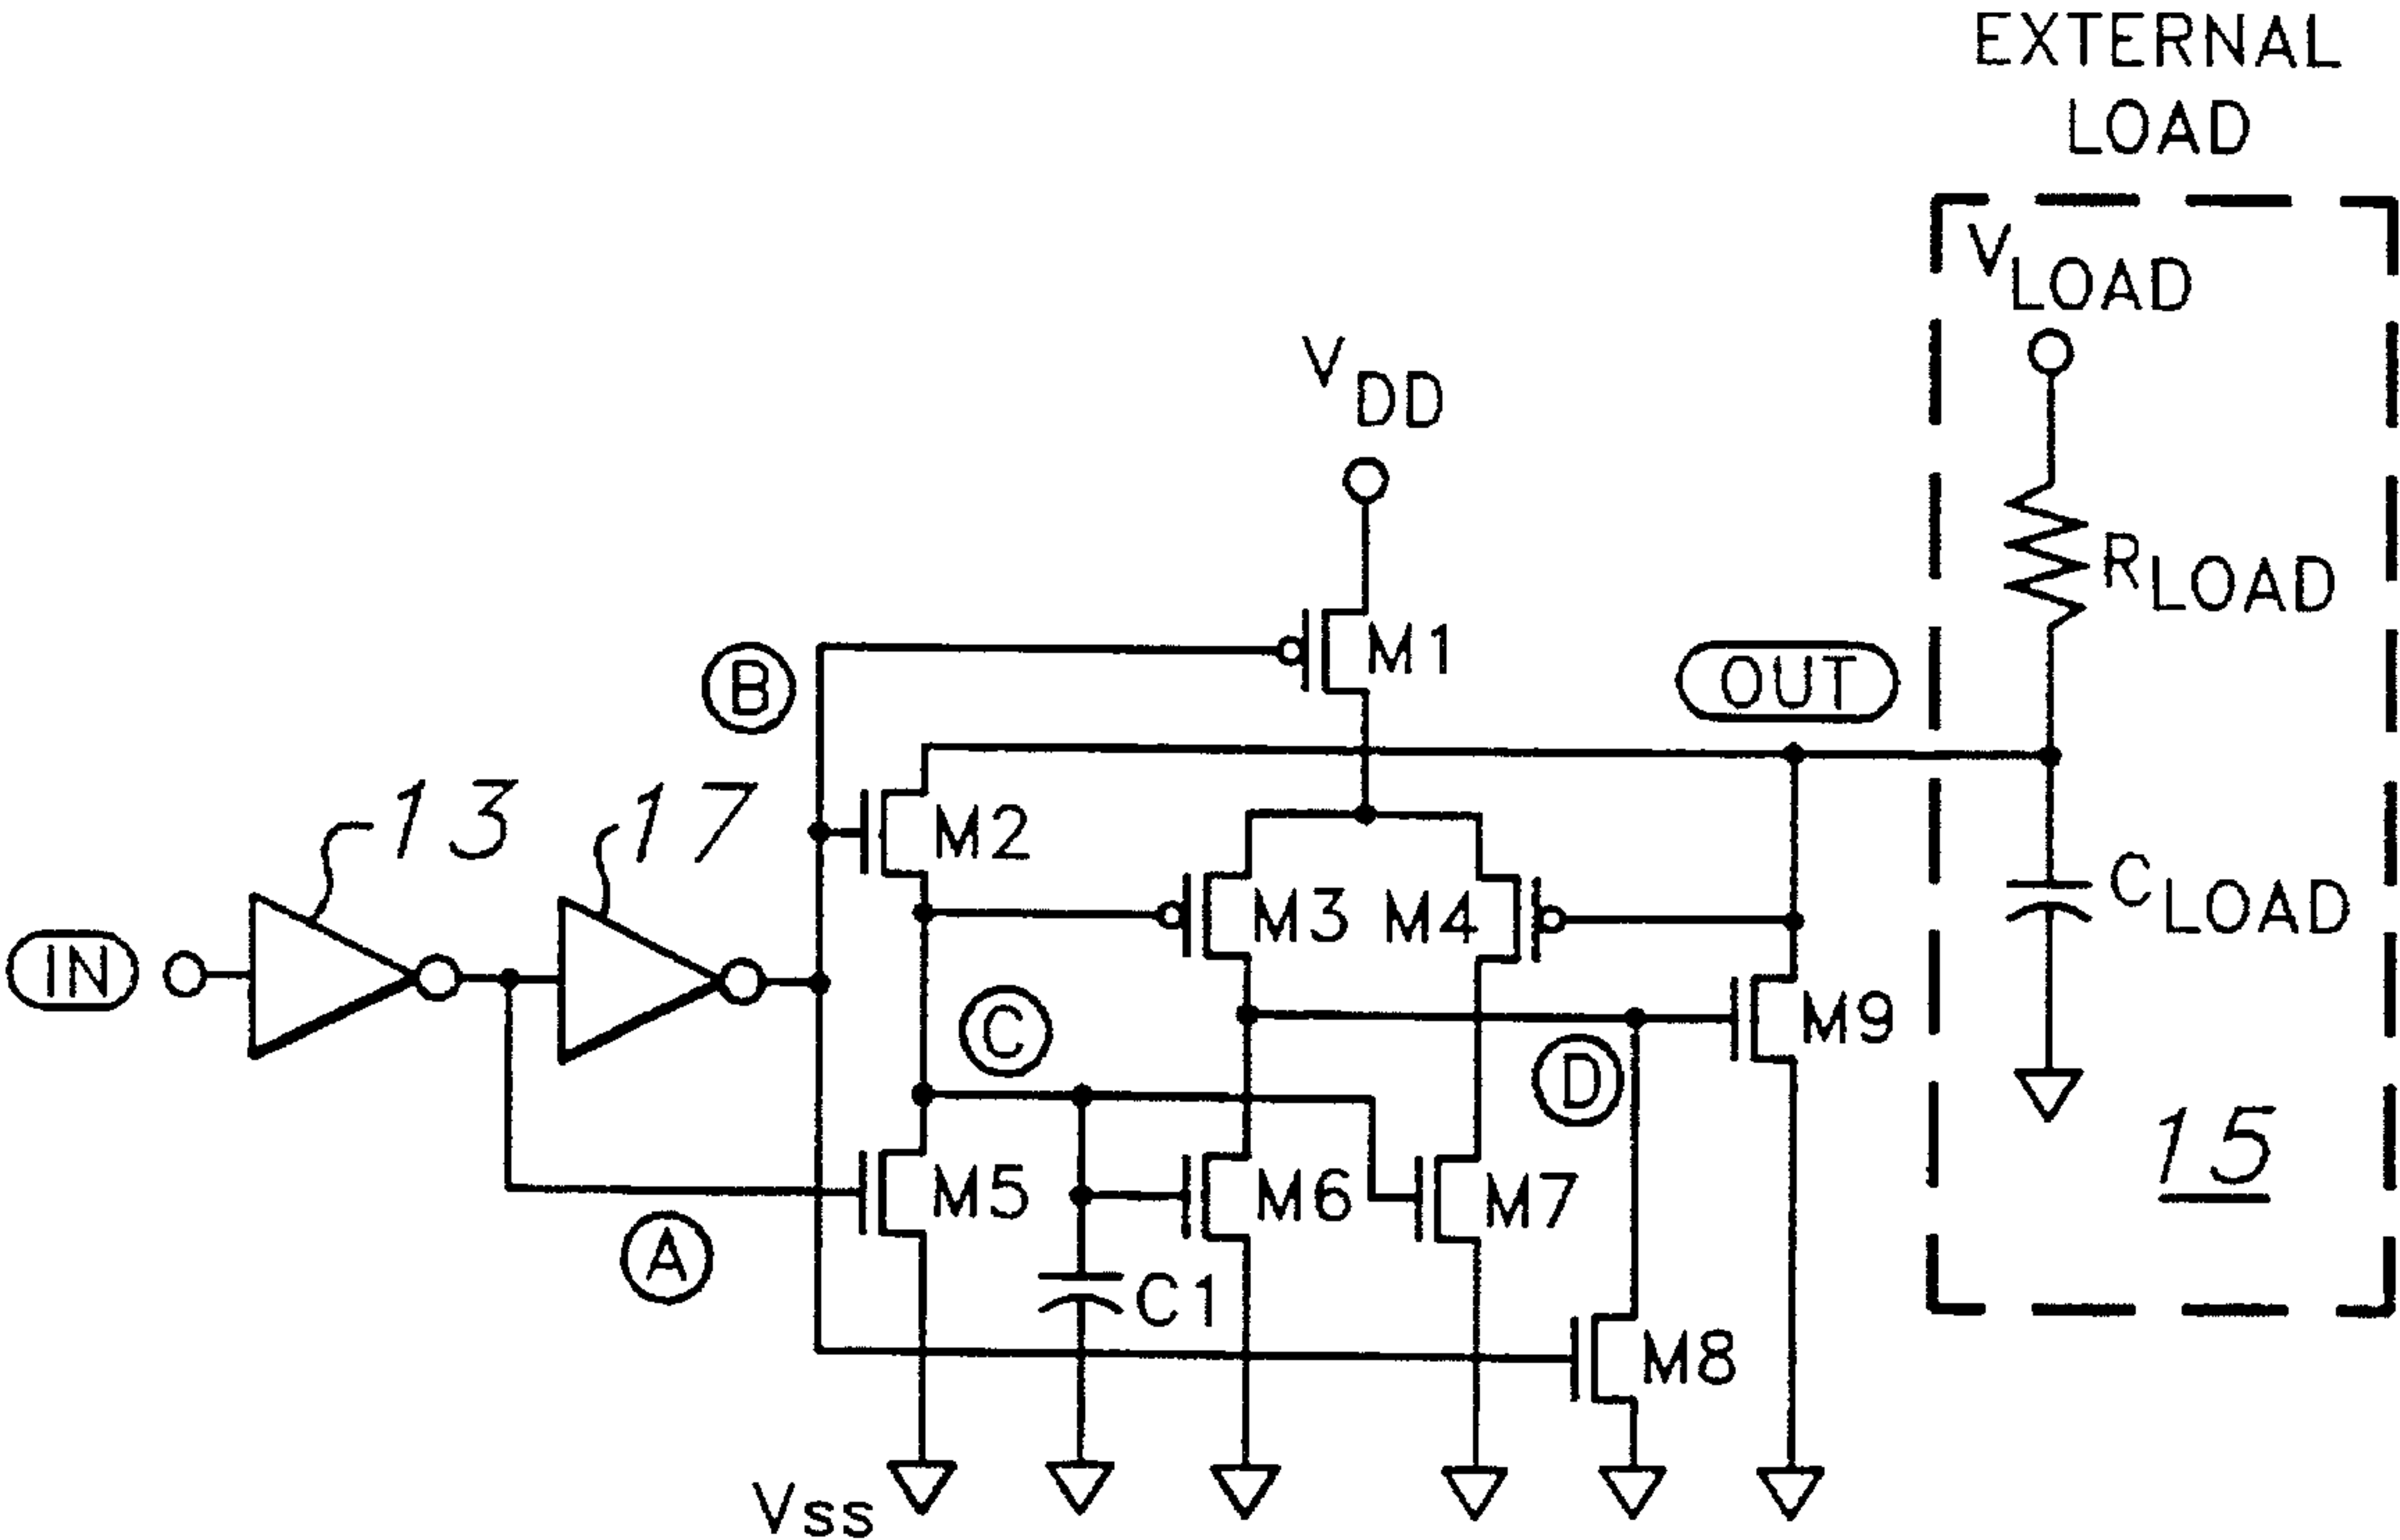 EXTERNAL
LOAD
VLOAD
RLOAD
CLOAD
15
VDD
M1
OUT
B
13
17
M2
M3
M4
IN
C
M9
D
M5
M6
M7
A
C1
M8
Vss